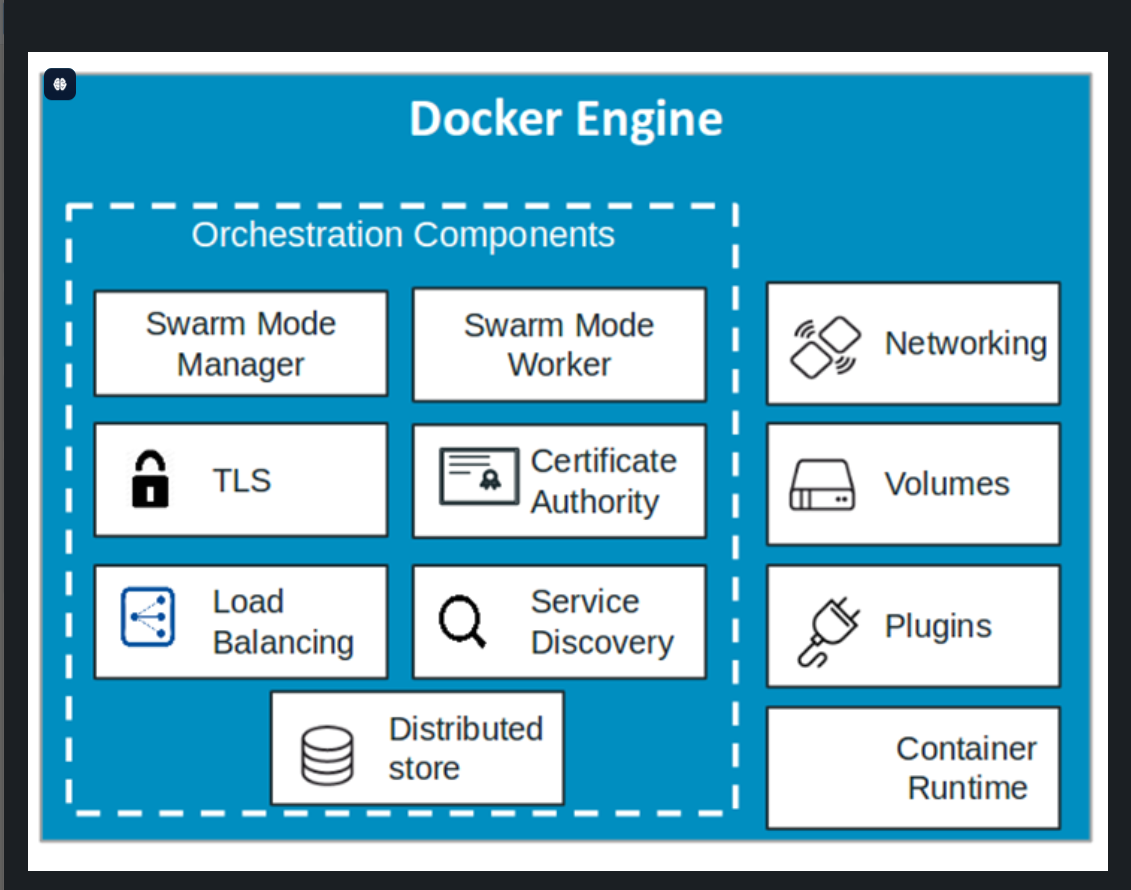 Docker Engine
Orchestration Components
Swarm Mode
Manager
Swarm Mode
Worker
TLS
Certificate
Authority
Load
Balancing
Service
Discovery
Distributed
store
Networking
Volumes
Plugins
Container
Runtime